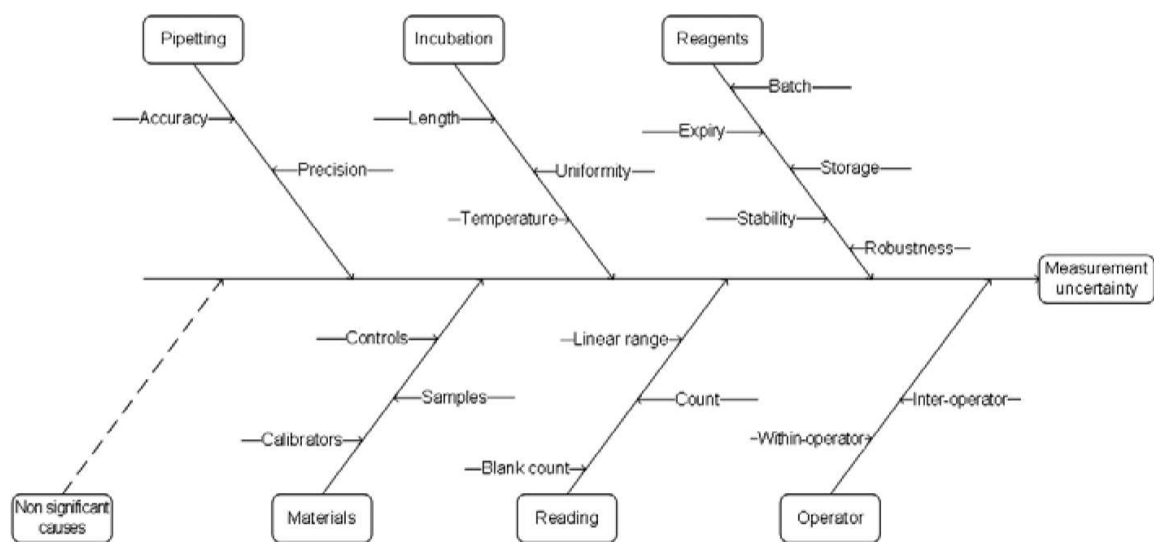 Pipetting
Incubation
Reagents
Batch
Accuracy
Length
Expiry
Precision
Uniformity
Storage
Temperature
Stability
Robustness
Measurement
uncertainty
Controls
Linear range
Samples
Count
Inter-operator
Calibrators
Within-operator
Blank count
Non significant
causes
Materials
Reading
Operator